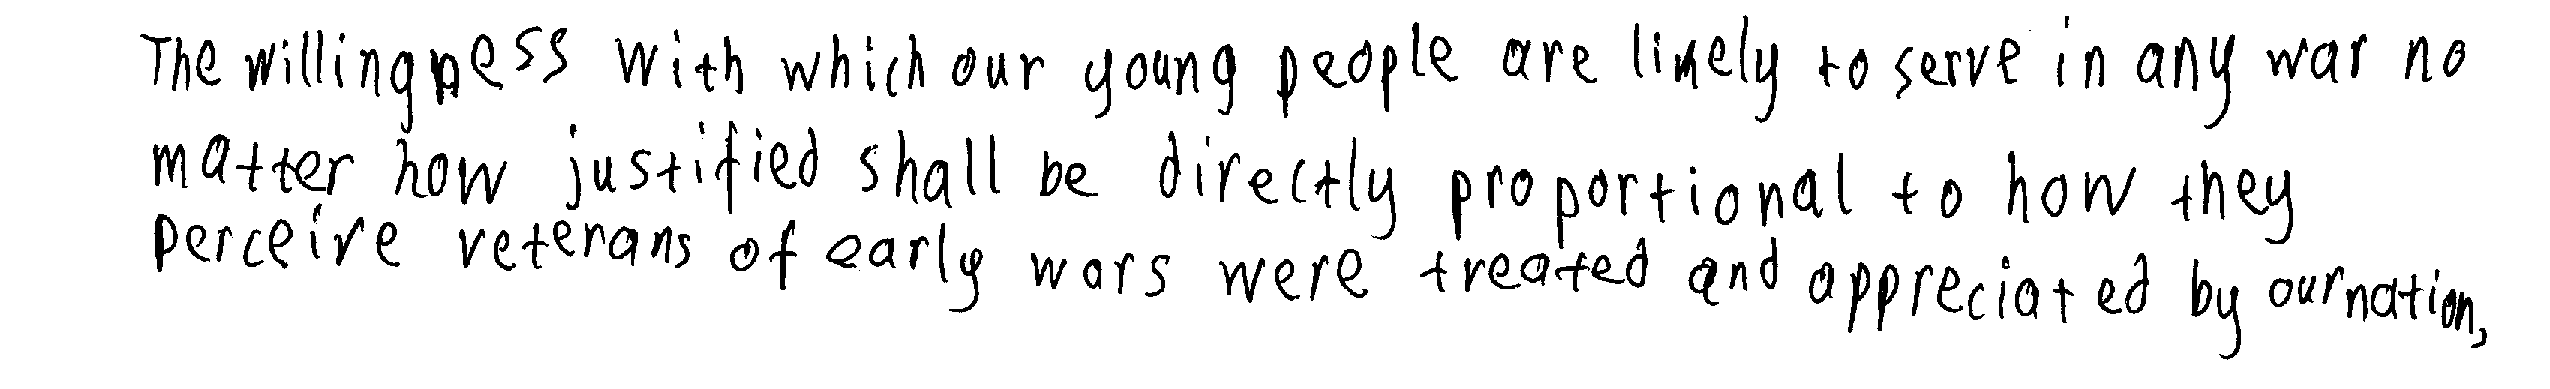 The willingness with which our young people are likely to serve in any war no
matter how justified shall be directly proportional to how they
perceive veterans of early wars were treated and appreciated by our nation,